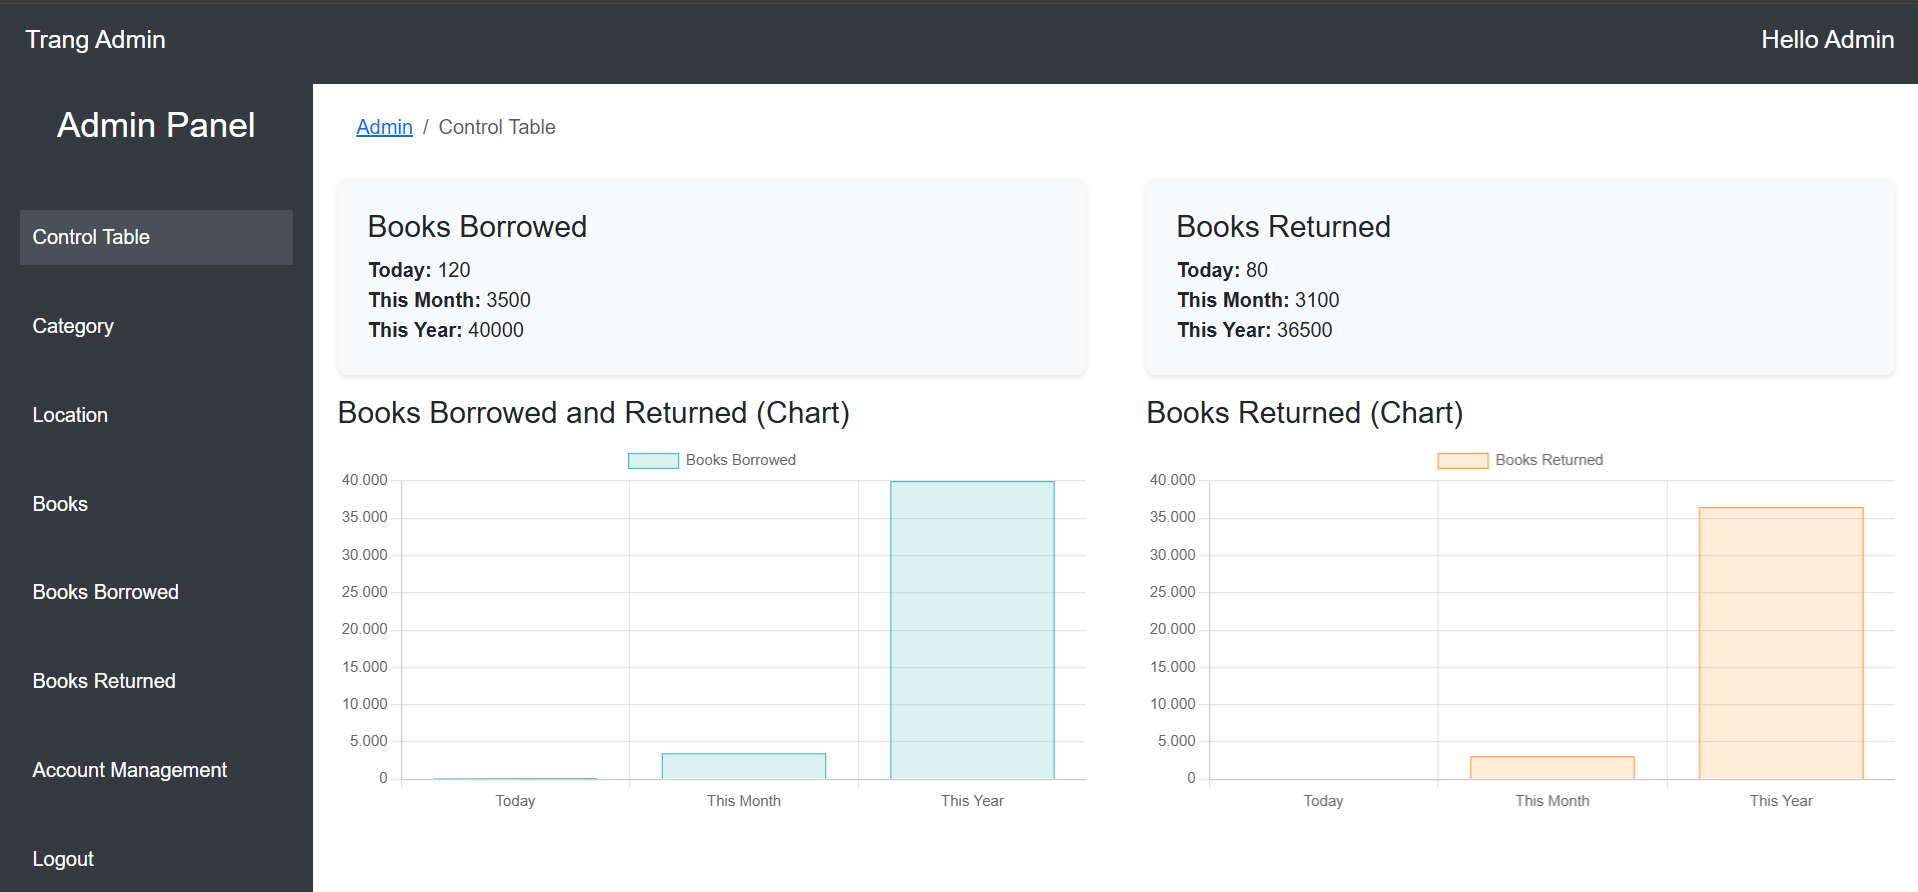 Trang Admin
Hello Admin
Admin Panel
Control Table
Category
Location
Books
Books Borrowed
Books Returned
Account Management
Logout
Admin / Control Table
Books Borrowed
Today: 120
This Month: 3500
This Year: 40000
Books Returned
Today: 80
This Month: 3100
This Year: 36500
Books Borrowed and Returned (Chart)
Books Borrowed
40.000
35.000
30.000
25.000
20.000
15.000
10.000
5.000
0
Today This Month This Year
Books Returned (Chart)
Books Returned
40.000
35.000
30.000
25.000
20.000
15.000
10.000
5.000
0
Today This Month This Year